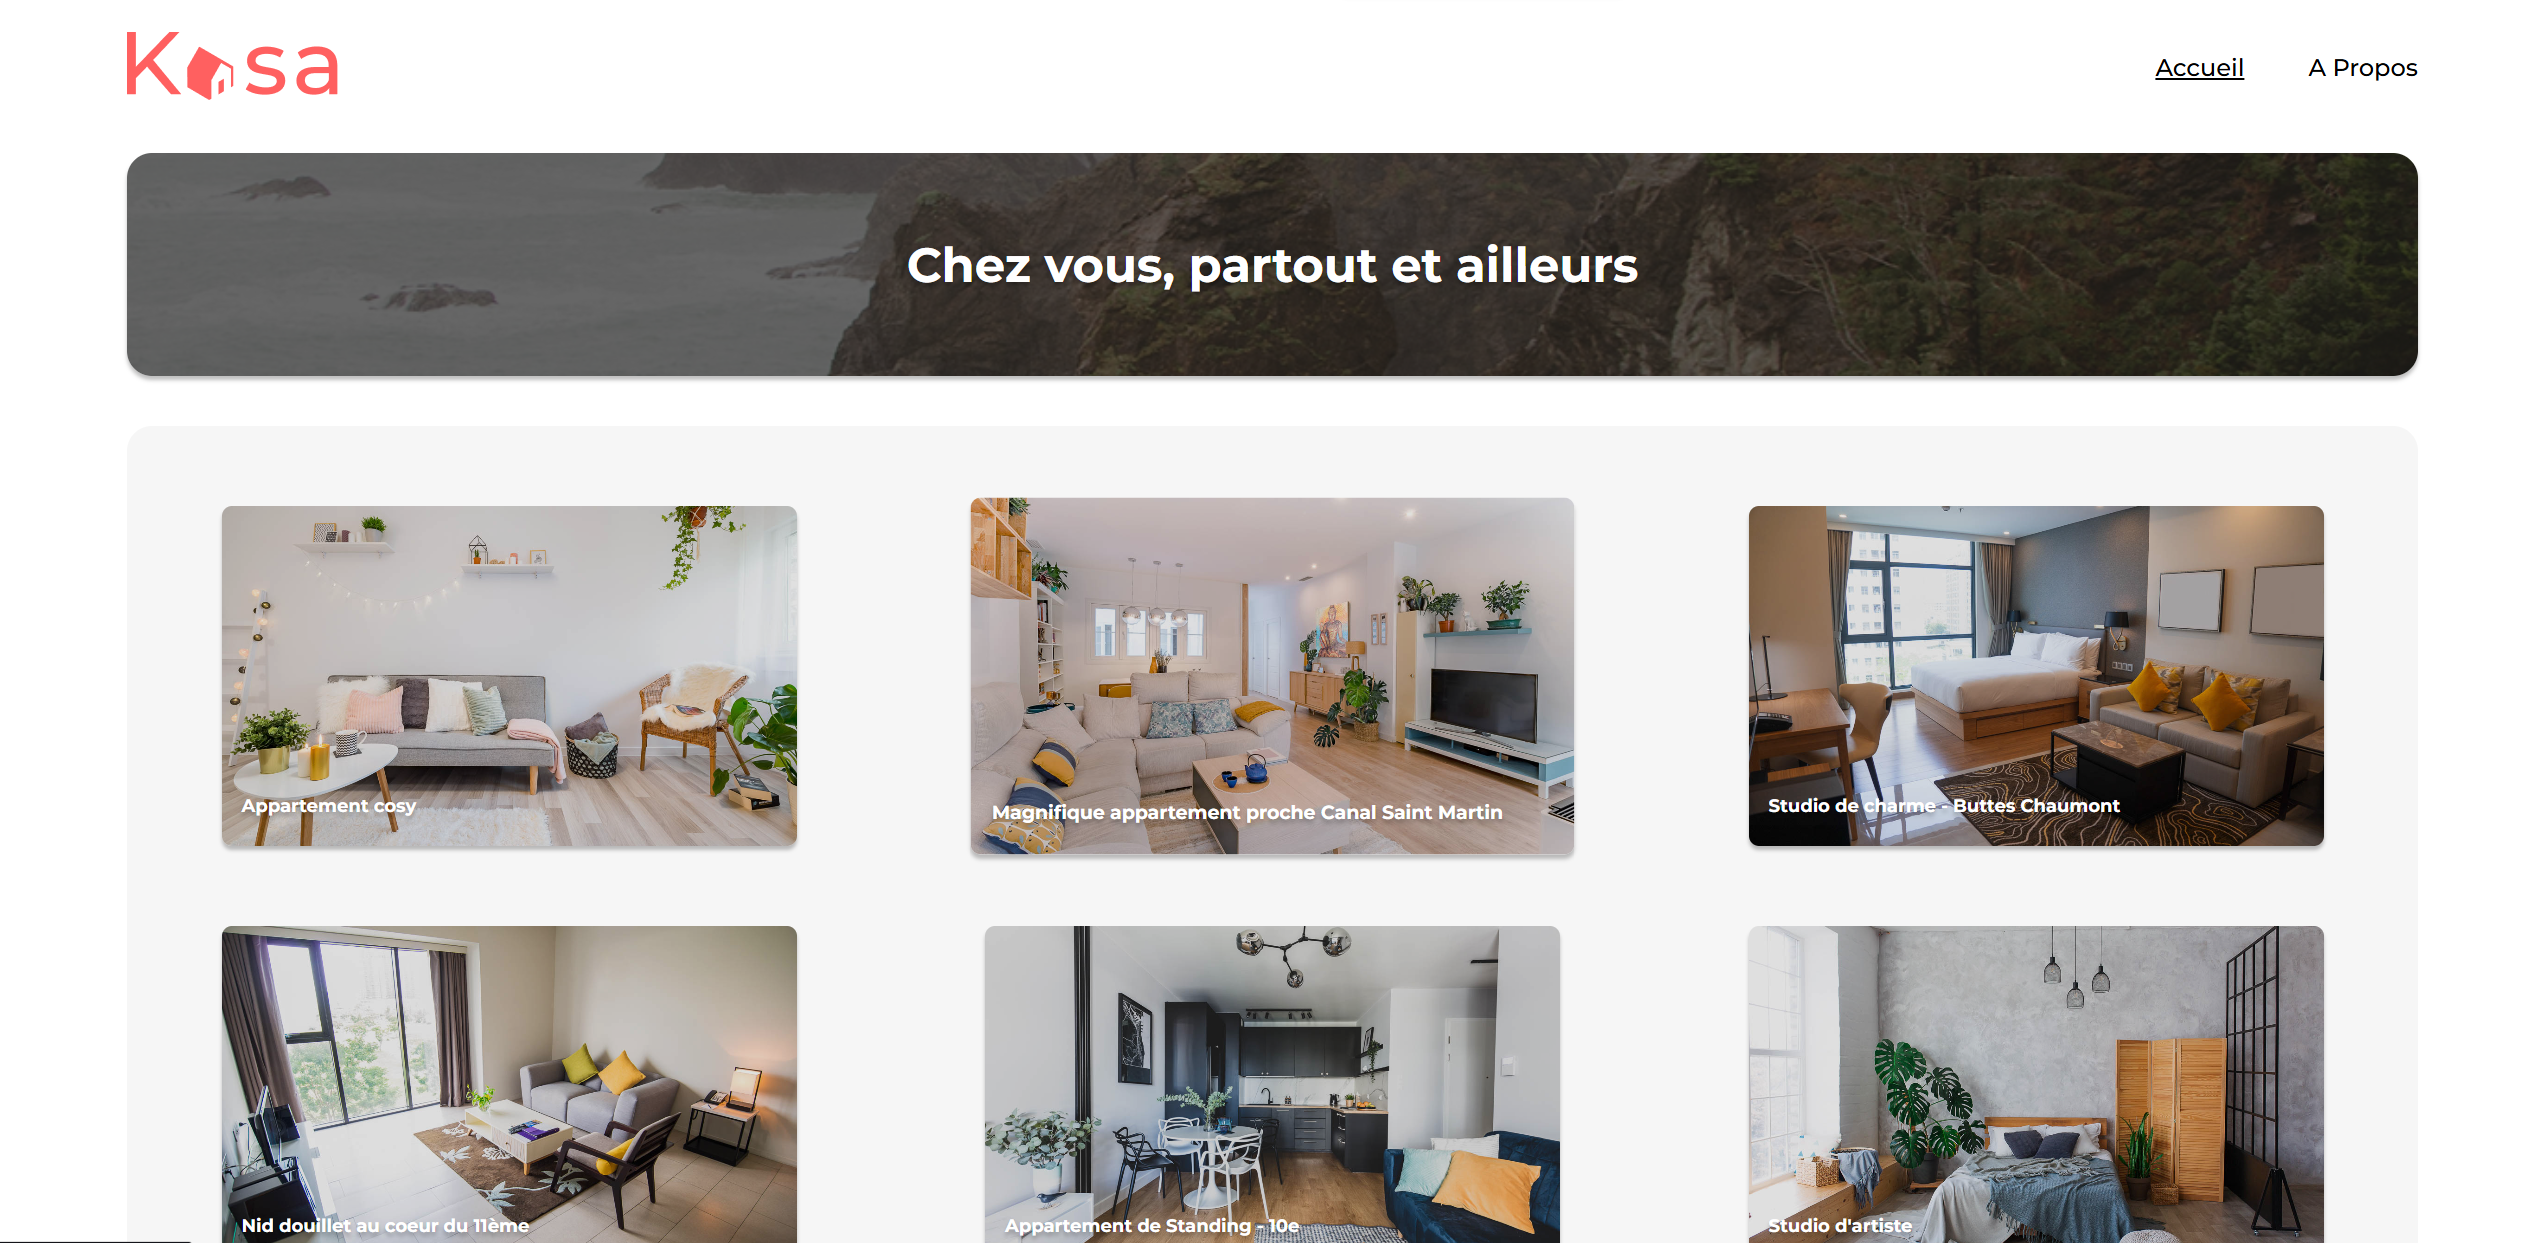 Kasa
Accueil
A Propos
Chez vous, partout et ailleurs
Appartement cosy
Magnifique appartement proche Canal Saint Martin
Studio de charme - Buttes Chaumont
Nid douillet au coeur du 11ème
Appartement de Standing - 10e
Studio d'artiste